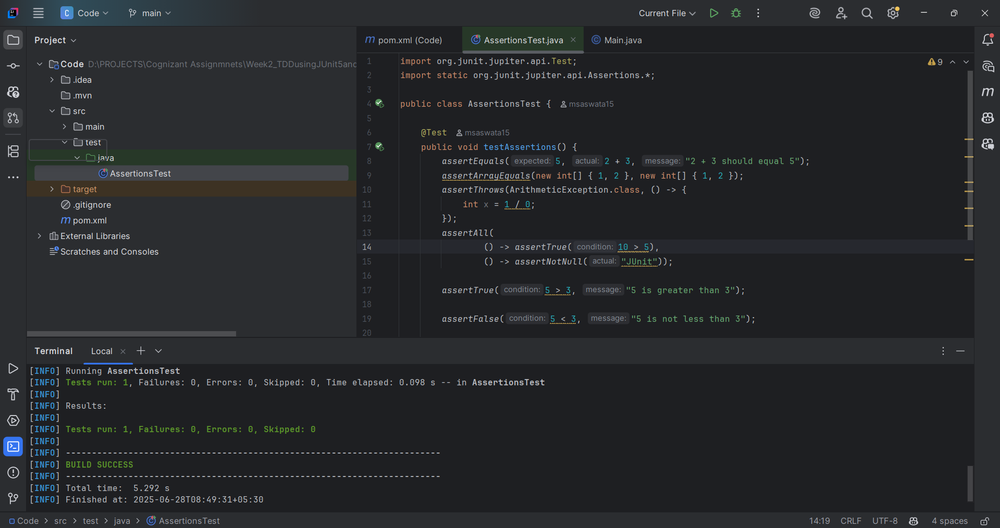 C Code main Current File
Project
Code D:\PROJECTS\Cognizant Assignmnets\Week2_TDDusingJUnit5and
.idea
.mvn
src
main
test
java
AssertionsTest
target
.gitignore
m pom.xml
External Libraries
Scratches and Consoles
m pom.xml (Code) AssertionsTest.java Main.java
9
1 import org.junit.jupiter.api.Test;
2 import static org.junit.jupiter.api.Assertions.*;
3
4 public class AssertionsTest { msaswata15
5
6 @Test msaswata15
7 public void testAssertions() {
8 assertEquals( expected: 5, actual: 2 + 3, message: "2 + 3 should equal 5");
9 assertArrayEquals(new int[] { 1, 2 }, new int[] { 1, 2 });
10 assertThrows(ArithmeticException.class, () -> {
11 int x = 1 / 0;
12 });
13 assertAll(
14 () -> assertTrue( condition: 10 > 5),
15 () -> assertNotNull( actual: "JUnit"));
16
17 assertTrue( condition: 5 > 3, message: "5 is greater than 3");
18
19 assertFalse( condition: 5 < 3, message: "5 is not less than 3");
20
m
Terminal Local
[INFO] Running AssertionsTest
[INFO] Tests run: 1, Failures: 0, Errors: 0, Skipped: 0, Time elapsed: 0.098 s -- in AssertionsTest
[INFO]
[INFO] Results:
[INFO]
[INFO] Tests run: 1, Failures: 0, Errors: 0, Skipped: 0
[INFO]
[INFO] ------------------------------------------------------------------------
[INFO] BUILD SUCCESS
[INFO] ------------------------------------------------------------------------
[INFO] Total time:  5.292 s
[INFO] Finished at: 2025-06-28T08:49:31+05:30
Code > src > test > java > AssertionsTest
14:19 CRLF UTF-8 4 spaces